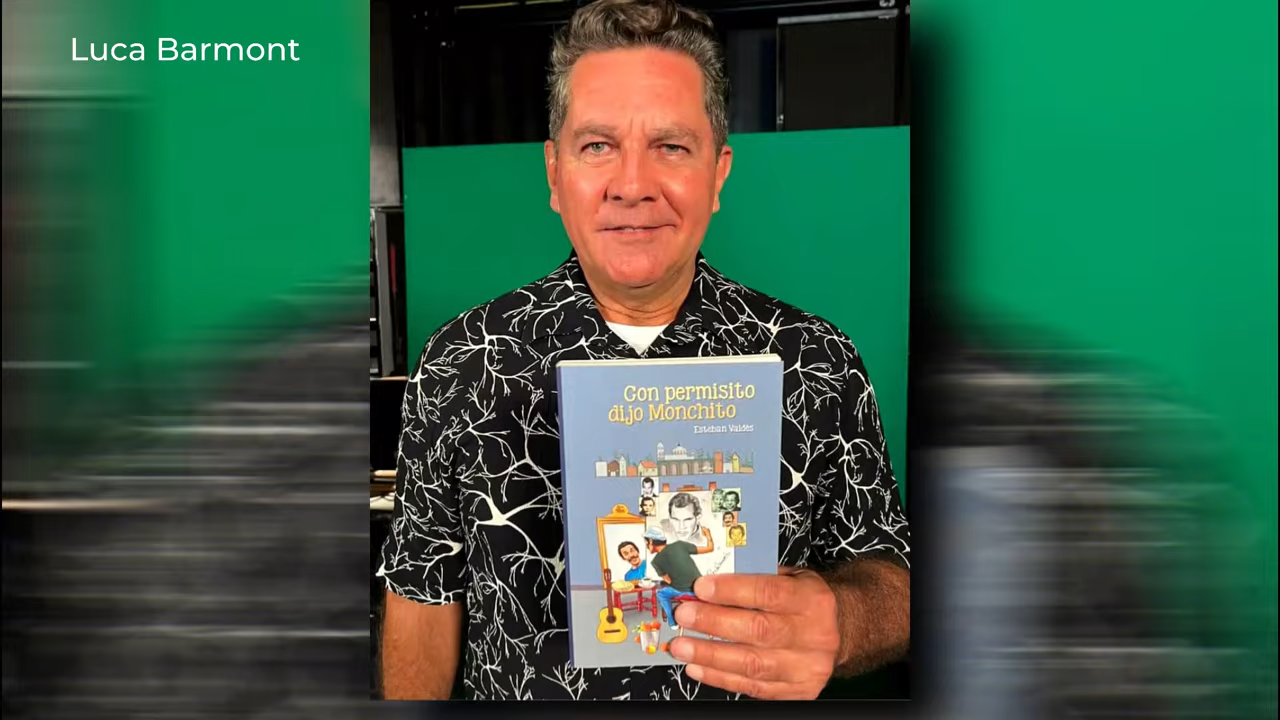 Luca Barmont
Con permisito
dijo Monchito
Esteban Valdés